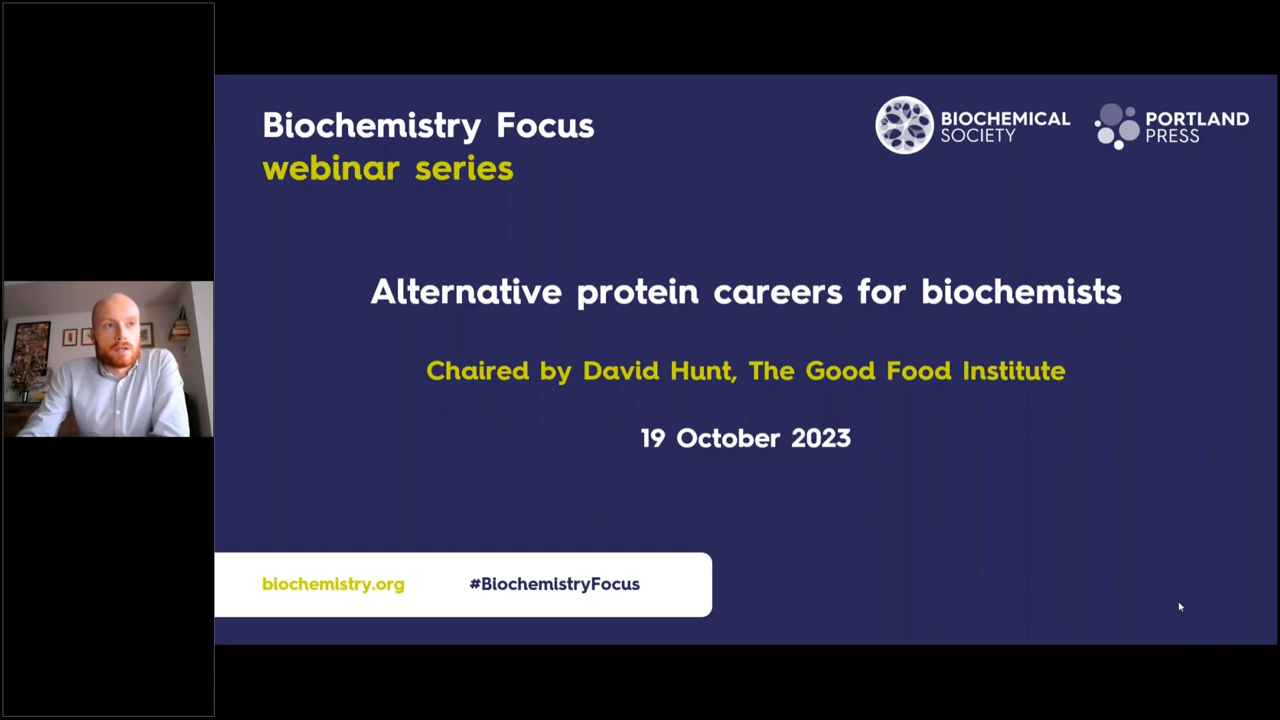 Biochemistry Focus
webinar series
BIOCHEMICAL
SOCIETY
PORTLAND
PRESS
Alternative protein careers for biochemists
Chaired by David Hunt, The Good Food Institute
19 October 2023
biochemistry.org
#BiochemistryFocus